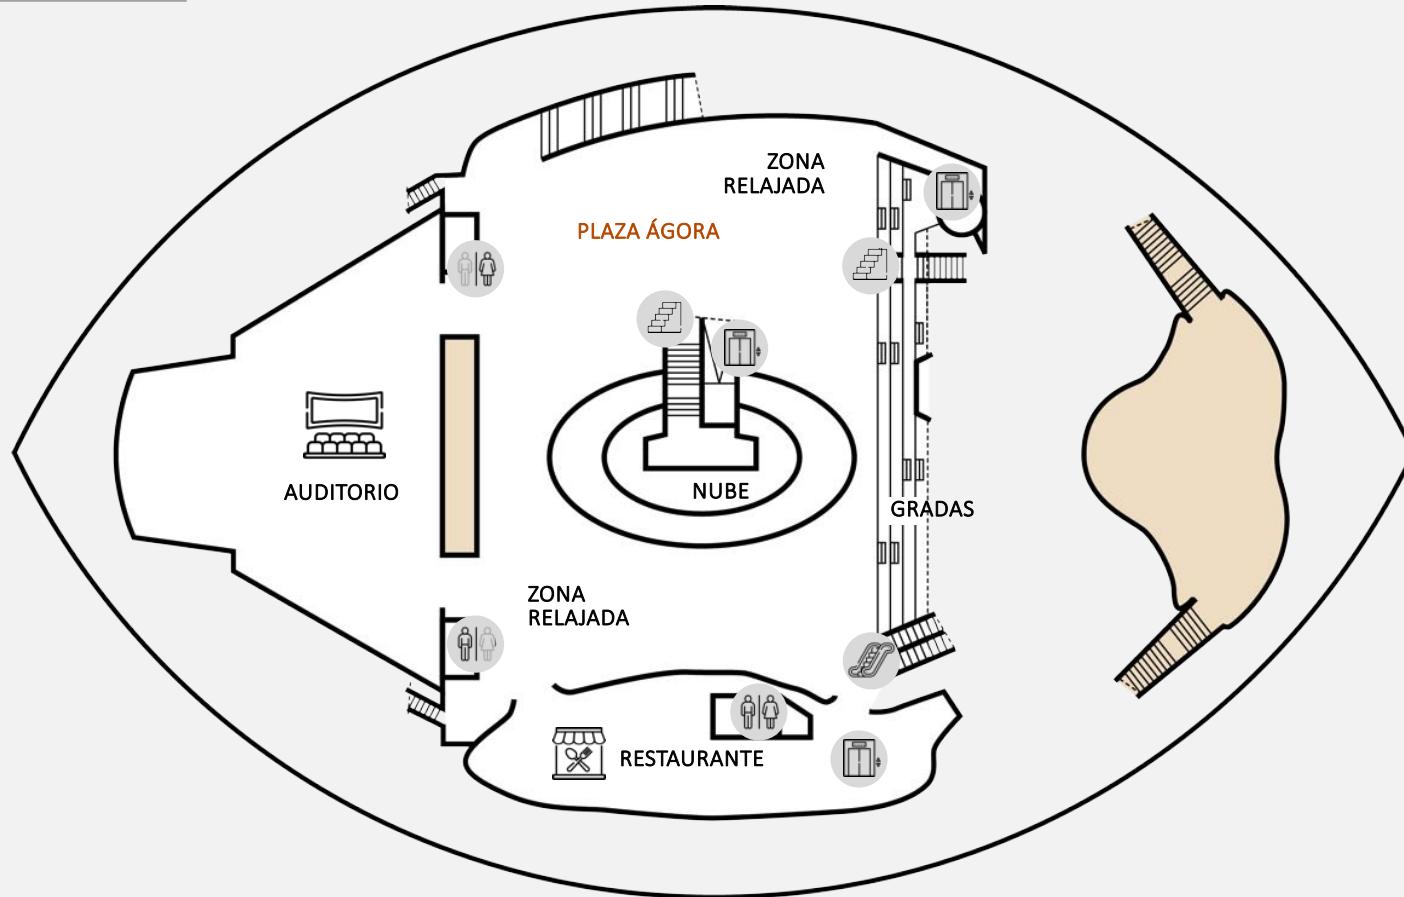 ZONA
RELAJADA
PLAZA ÁGORA
AUDITORIO
NUBE
GRADAS
ZONA
RELAJADA
RESTAURANTE